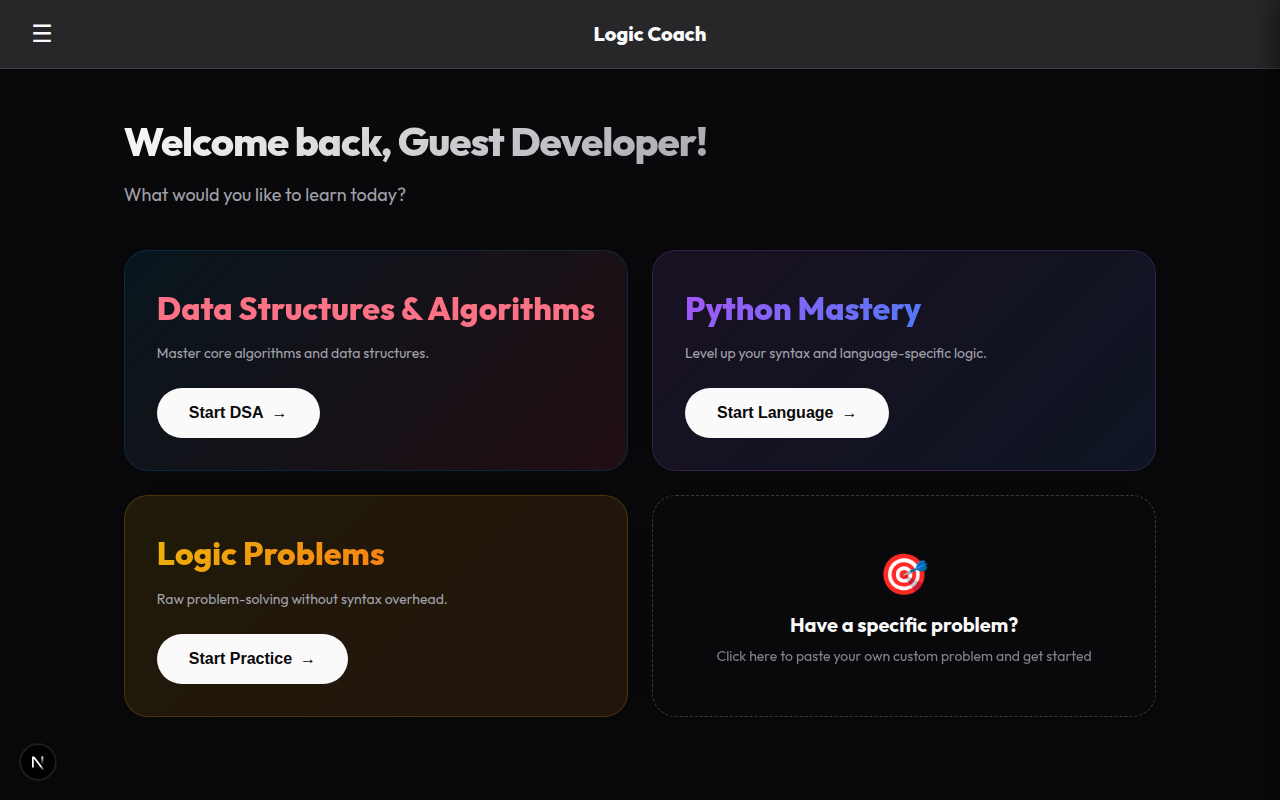 ☰ Logic Coach
Welcome back, Guest Developer!
What would you like to learn today?
Data Structures & Algorithms
Master core algorithms and data structures.
Start DSA →
Python Mastery
Level up your syntax and language-specific logic.
Start Language →
Logic Problems
Raw problem-solving without syntax overhead.
Start Practice →
Have a specific problem?
Click here to paste your own custom problem and get started
N